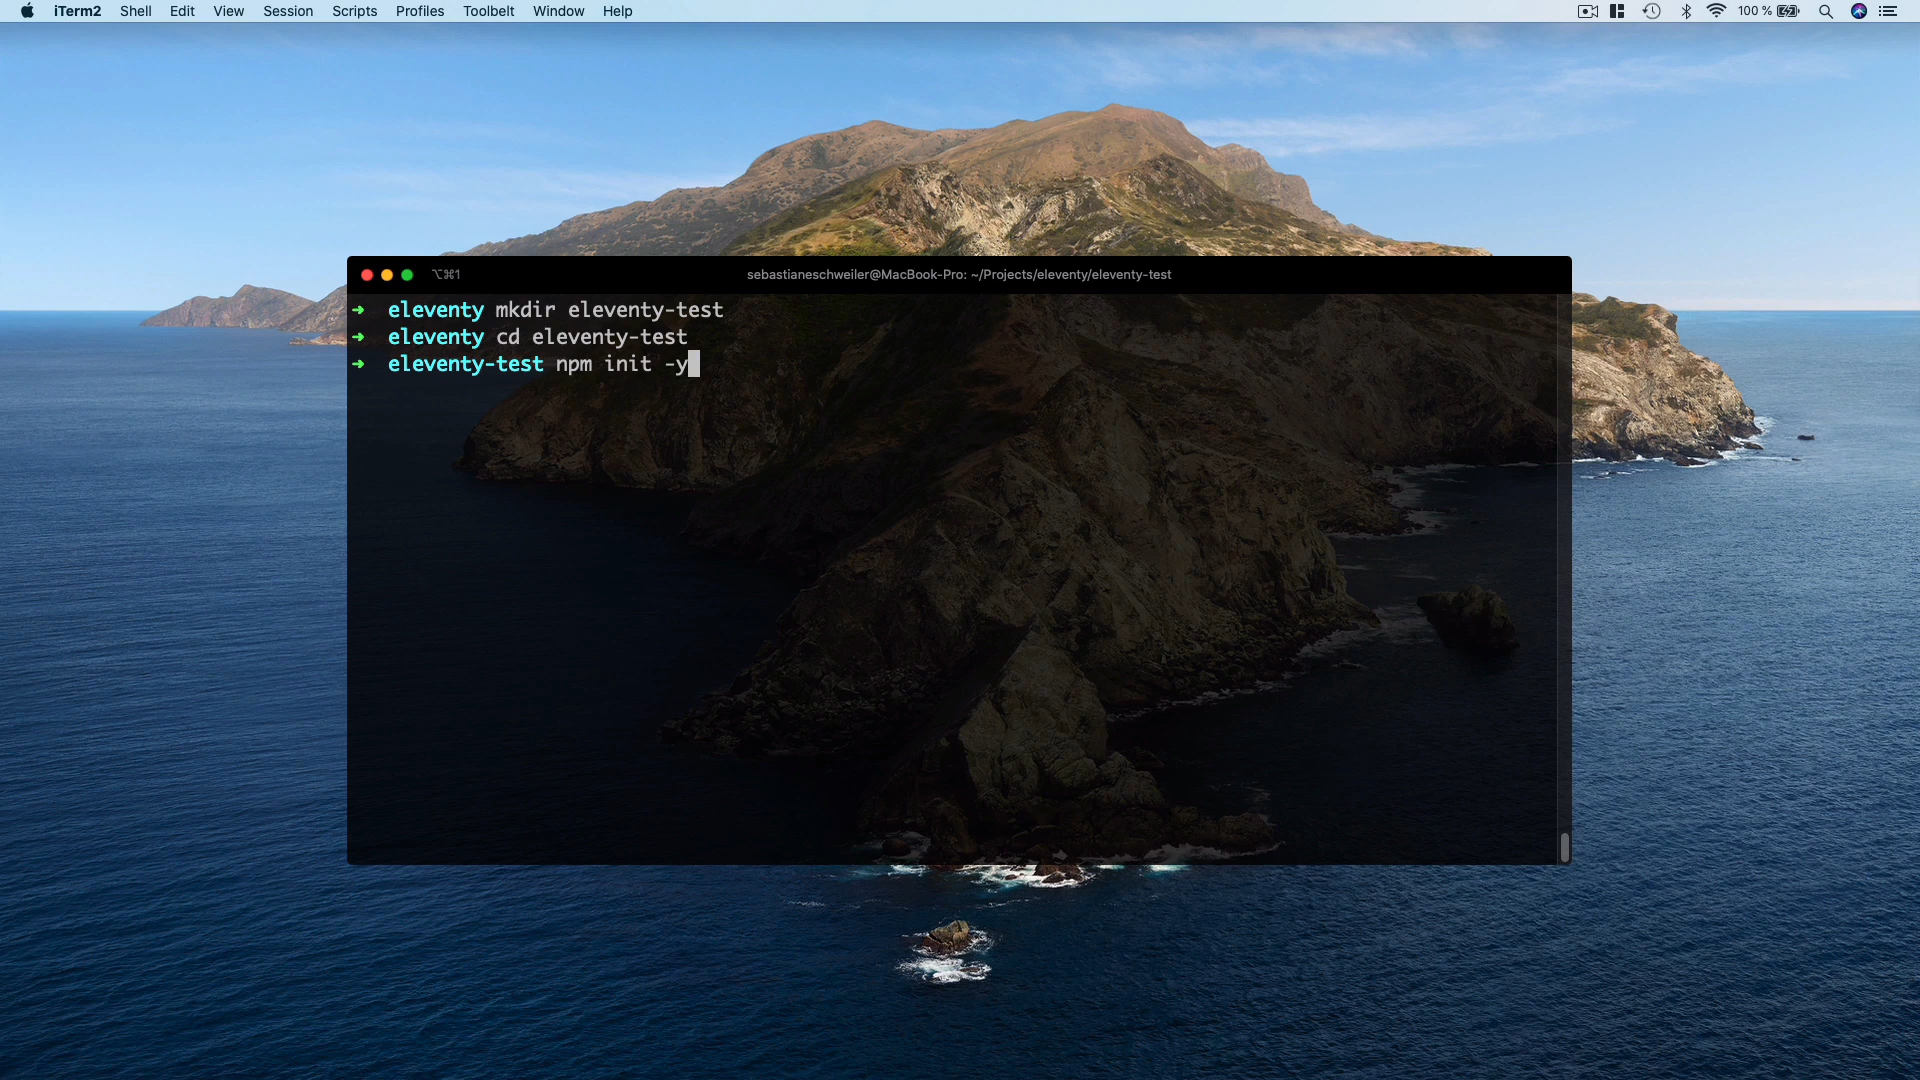 iTerm2 Shell Edit View Session Scripts Profiles Toolbelt Window Help 100 %
⌥⌘1 sebastianeschweiler@MacBook-Pro: ~/Projects/eleventy/eleventy-test
➜ eleventy mkdir eleventy-test
➜ eleventy cd eleventy-test
➜ eleventy-test npm init -y